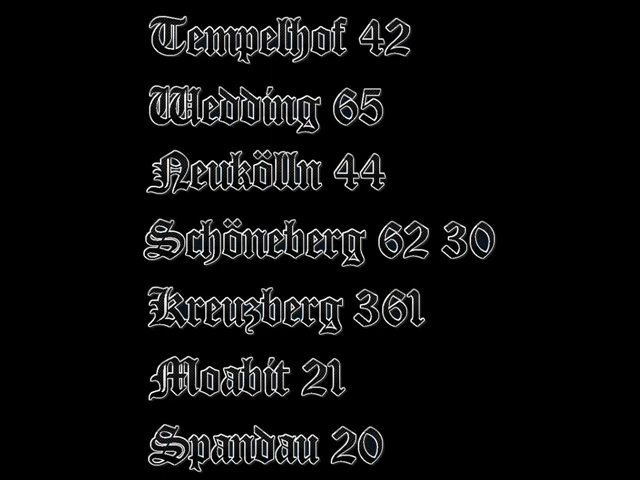 Tempelhof 42
Wedding 65
Neukölln 44
Schöneberg 62 30
Kreuzberg 361
Moabit 21
Spandau 20